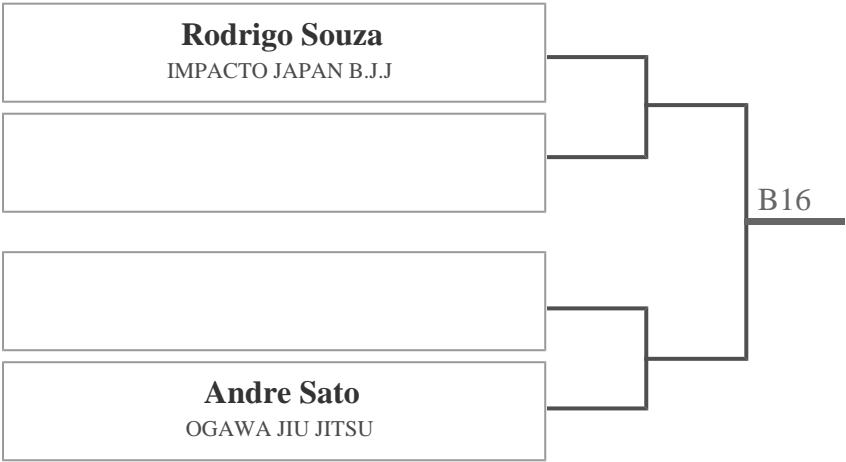 Rodrigo Souza
IMPACTO JAPAN B.J.J
B16
Andre Sato
OGAWA JIU JITSU